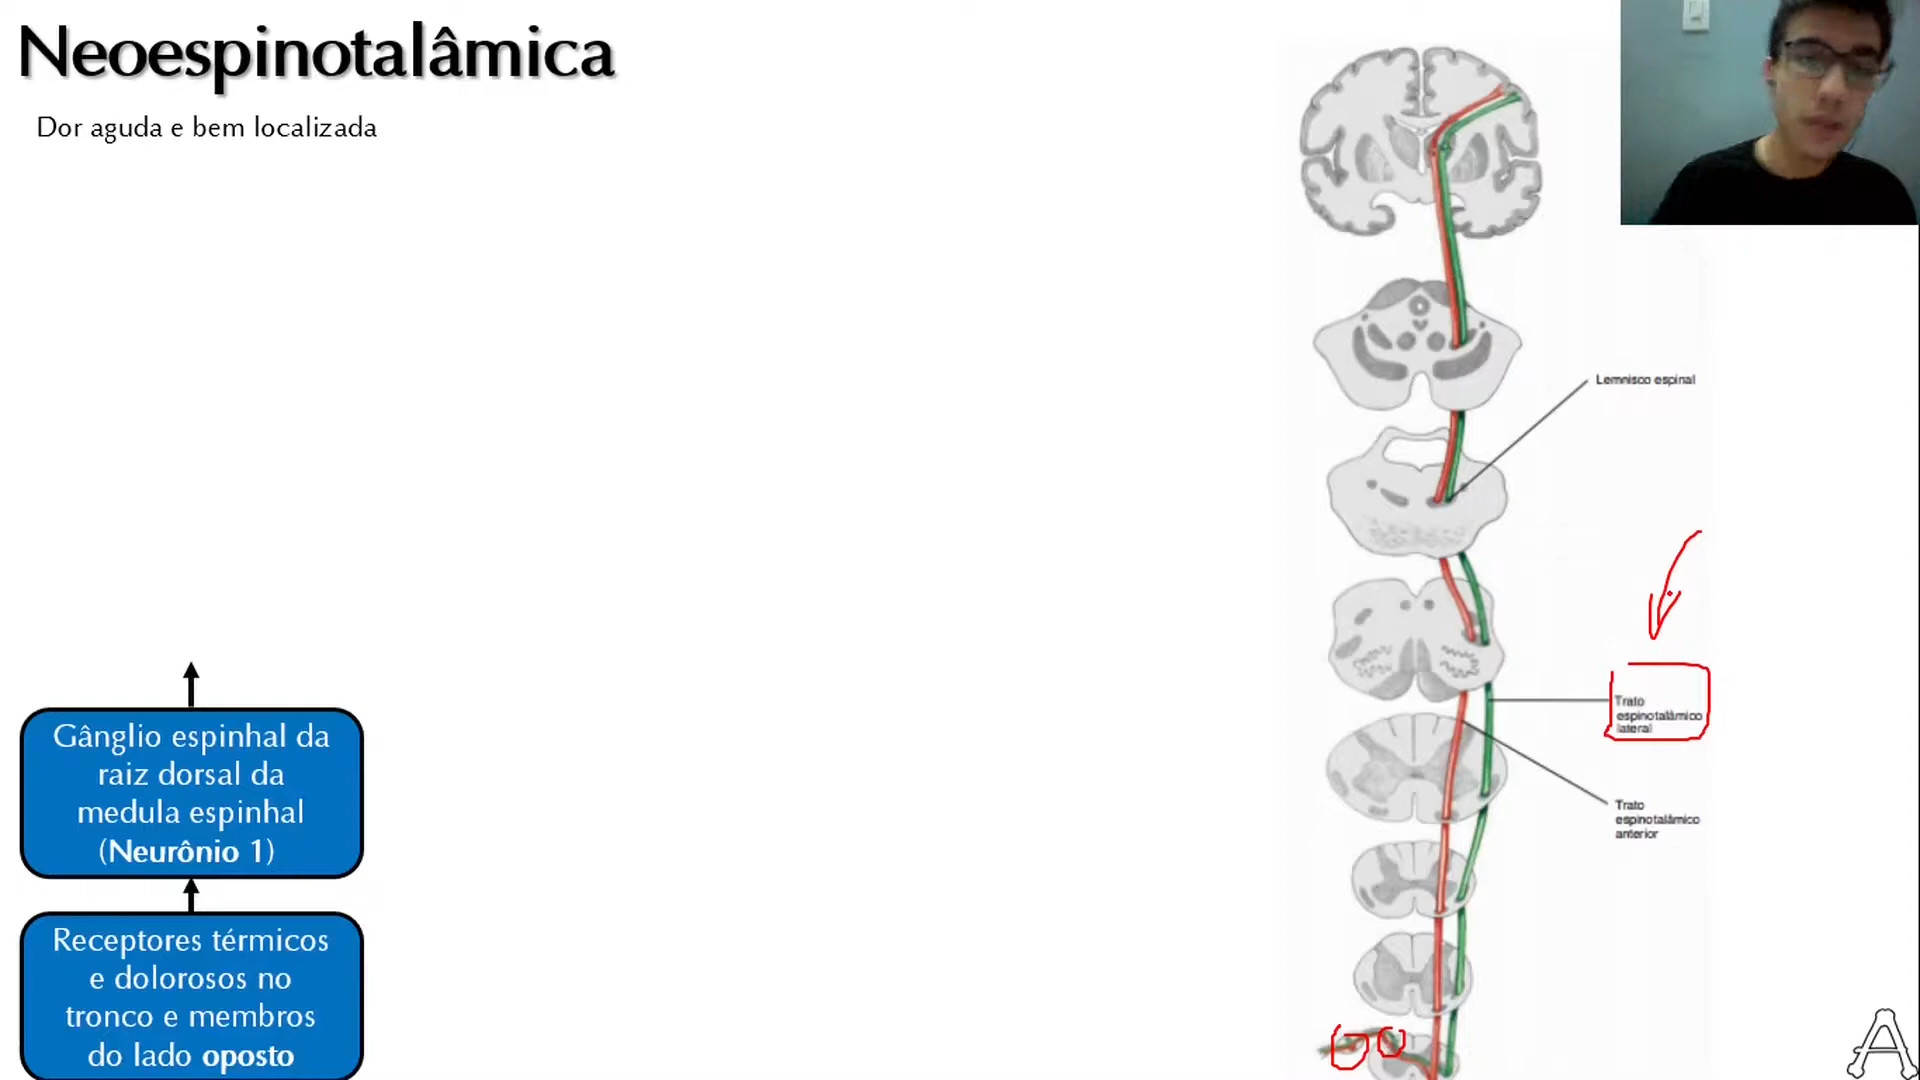 Neoespinotalâmica
Dor aguda e bem localizada
Lemnisco espinal
Trato
espinotalâmico
lateral
Trato
espinotalâmico
anterior
Gânglio espinhal da
raiz dorsal da
medula espinhal
(Neurônio 1)
Receptores térmicos
e dolorosos no
tronco e membros
do lado oposto
A